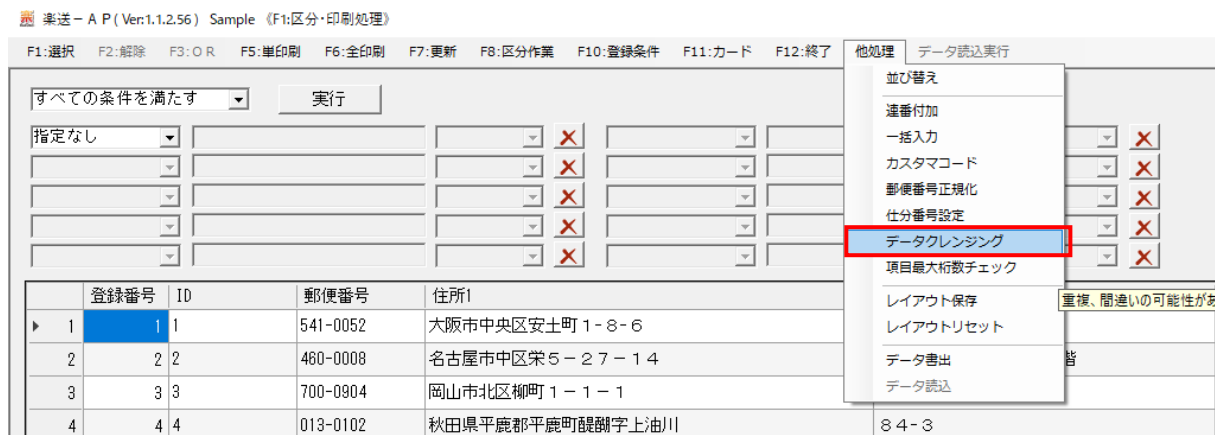 楽送－ＡＰ( Ver:1.1.2.56) Sample 《F1:区分・印刷処理》
F1:選択 F2:解除 F3:ＯＲ F5:単印刷 F6:全印刷 F7:更新 F8:区分作業 F10:登録条件 F11:カード F12:終了 他処理 データ読込実行
並び替え
すべての条件を満たす 実行
連番付加
指定なし
一括入力
カスタマコード
郵便番号正規化
仕分番号設定
データクレンジング
項目最大桁数チェック
登録番号 ID 郵便番号 住所1
レイアウト保存
重複、間違いの可能性があ
1 1 1 541-0052 大阪市中央区安土町１-８-６
レイアウトリセット
2 2 2 460-0008 名古屋市中区栄５－２７－１４ 階
データ書出
3 3 3 700-0904 岡山市北区柳町１－１－１
データ読込
4 4 4 013-0102 秋田県平鹿郡平鹿町醍醐字上油川 ８４-３